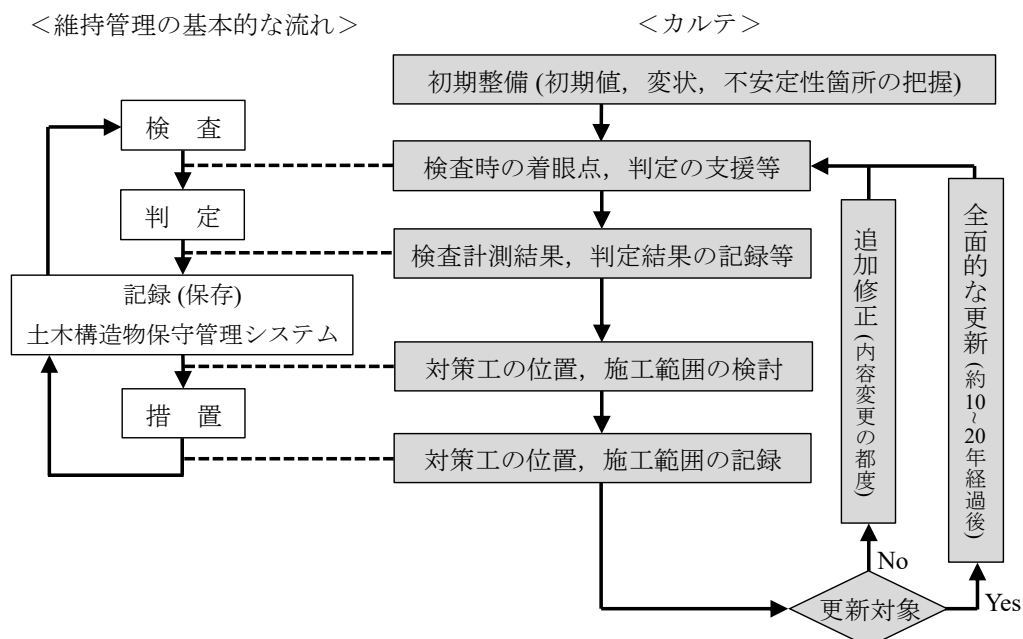 ＜維持管理の基本的な流れ＞
＜カルテ＞
初期整備 (初期値，変状，不安定性箇所の把握)
検　査
検査時の着眼点，判定の支援等
判　定
検査計測結果，判定結果の記録等
記録 (保存)
土木構造物保守管理システム
対策工の位置，施工範囲の検討
措　置
対策工の位置，施工範囲の記録
追加修正 (内容変更の都度)
全面的な更新 (約10～20年経過後)
No
更新対象
Yes